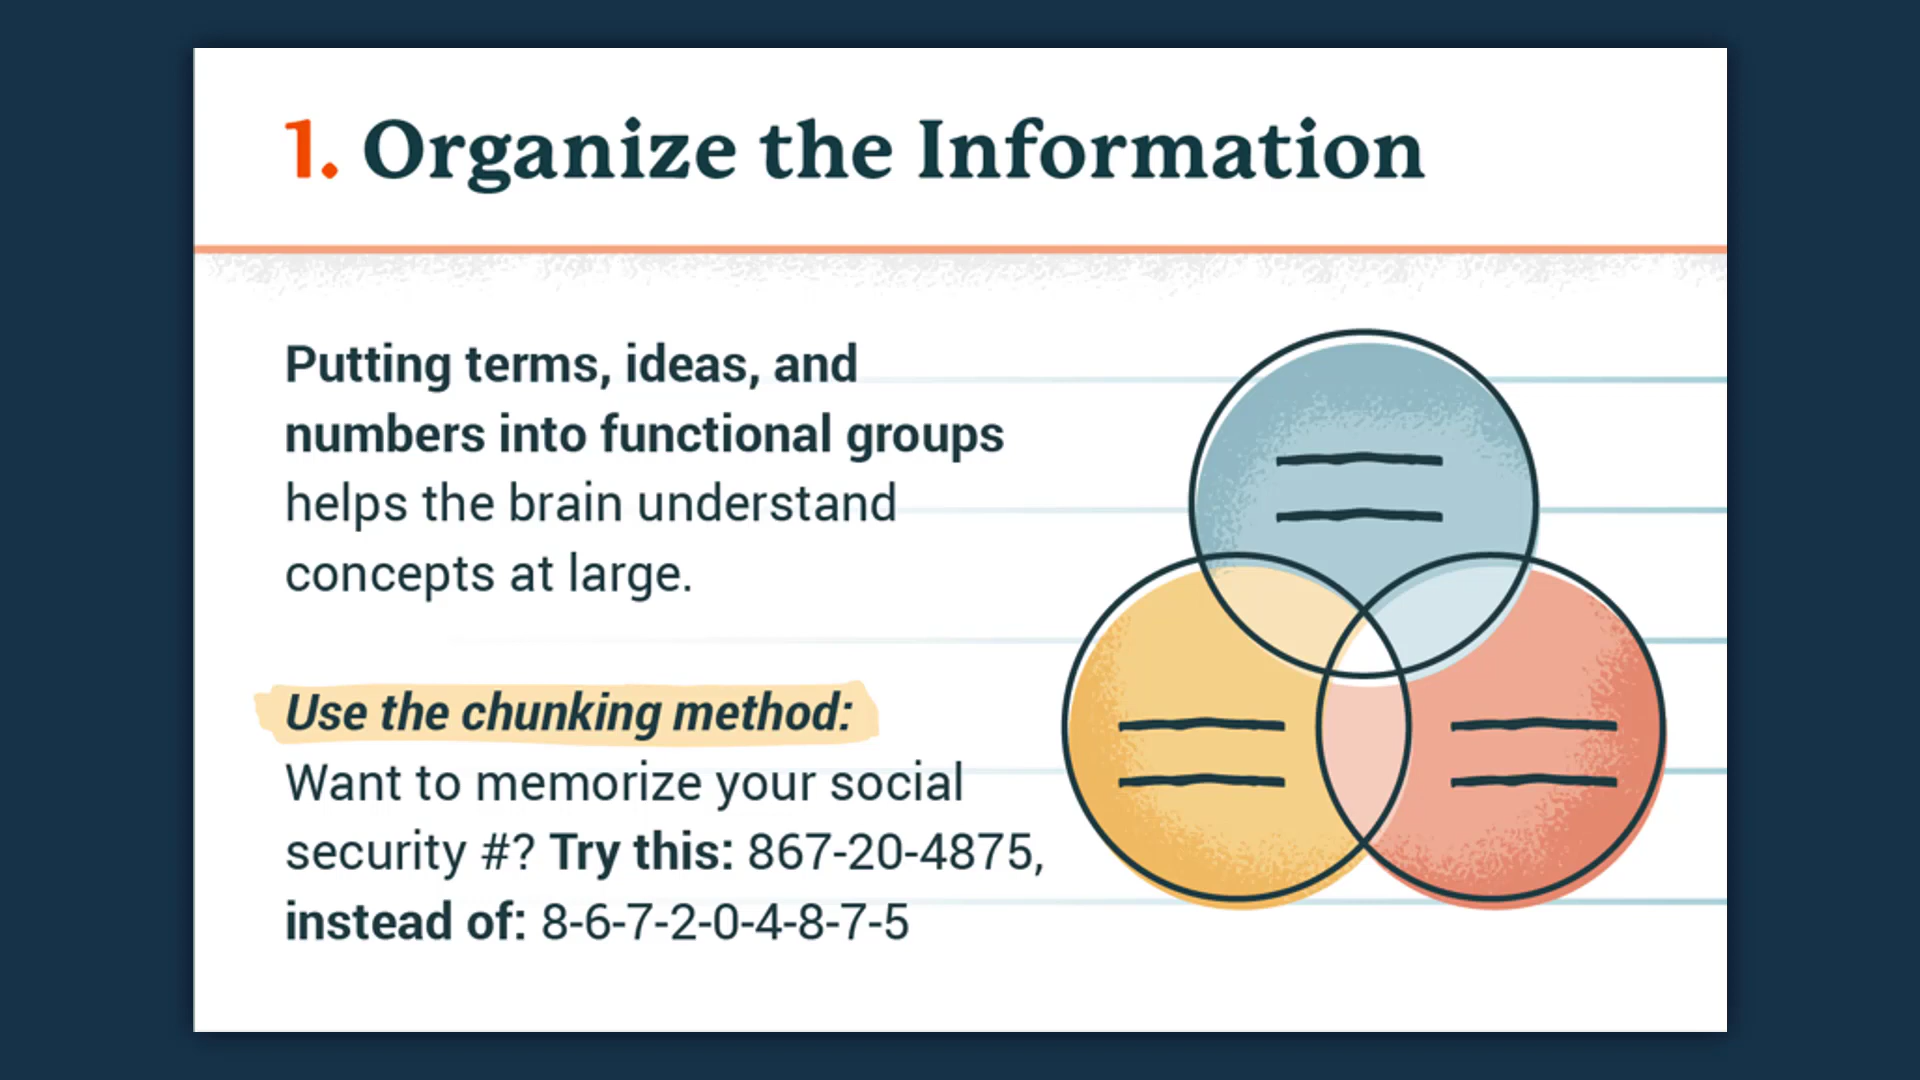 1. Organize the Information
Putting terms, ideas, and
numbers into functional groups
helps the brain understand
concepts at large.
Use the chunking method:
Want to memorize your social
security #? Try this: 867-20-4875,
instead of: 8-6-7-2-0-4-8-7-5